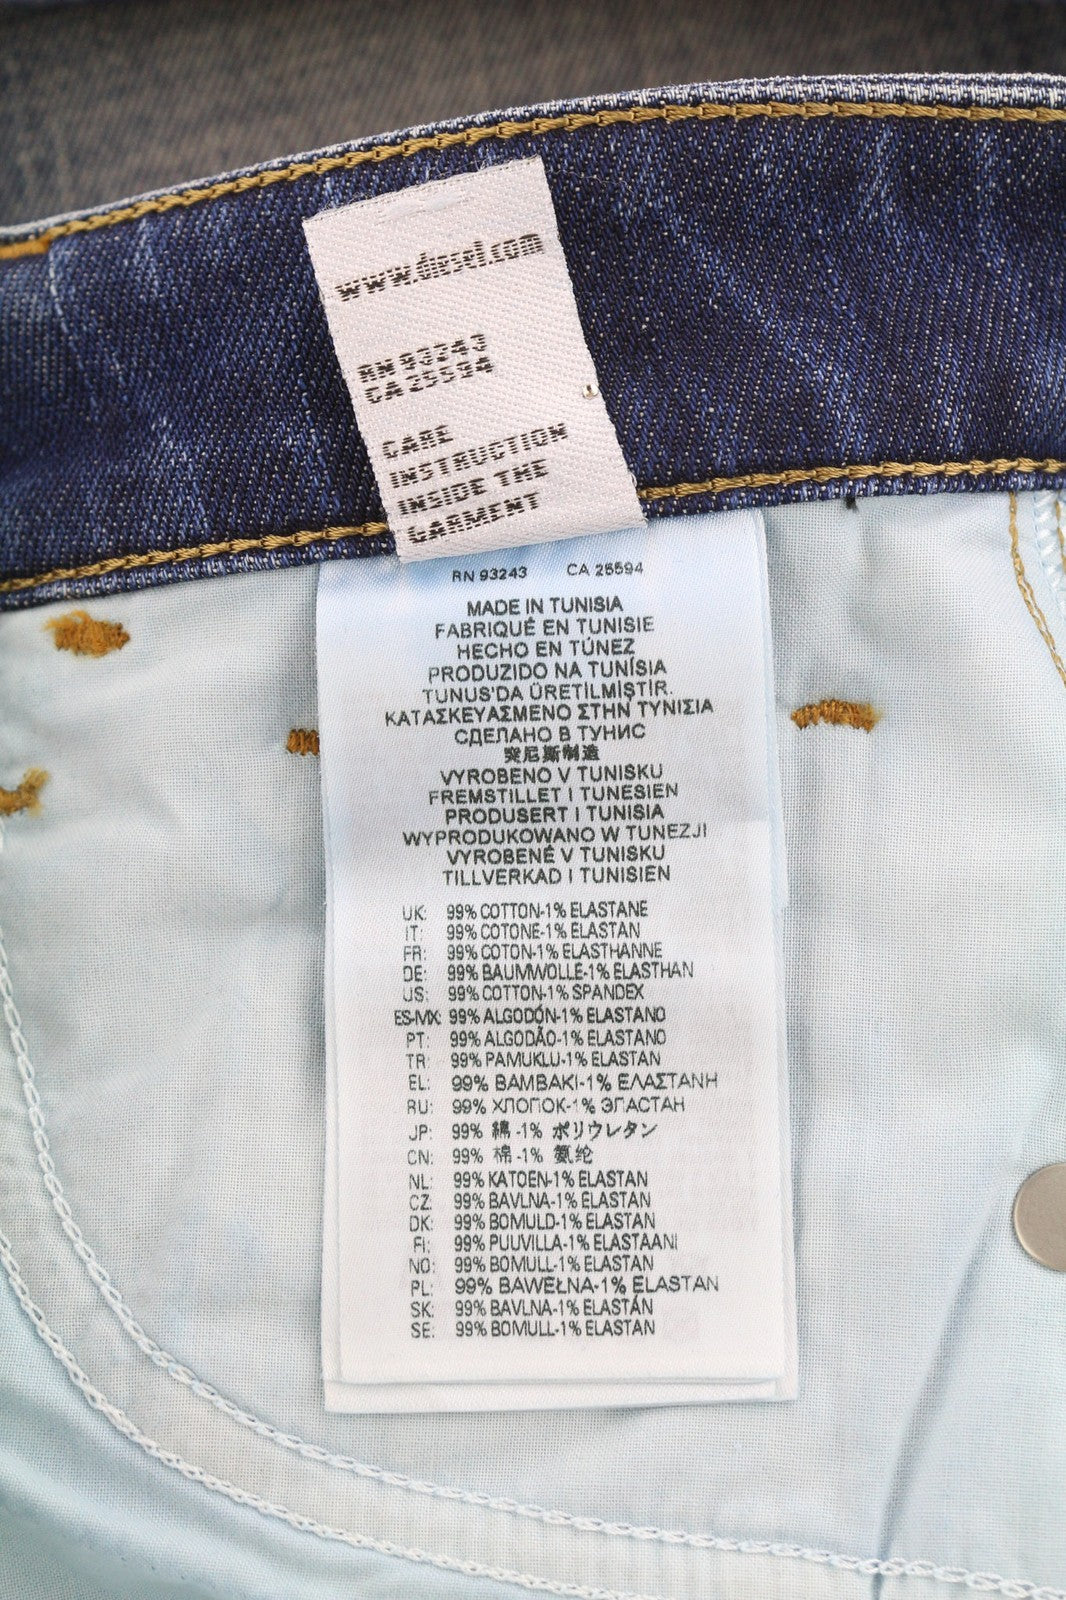 www.diesel.com
RN 93243
CA 25594
CARE
INSTRUCTION
INSIDE THE
GARMENT
RN 93243 CA 25594
MADE IN TUNISIA
FABRIQUÉ EN TUNISIE
HECHO EN TÚNEZ
PRODUZIDO NA TUNÍSIA
TUNUS'DA ÜRETİLMİŞTİR.
ΚΑΤΑΣΚΕΥΑΣΜΕΝΟ ΣΤΗΝ ΤΥΝΙΣΙΑ
СДЕЛАНО В ТУНИС
突尼斯制造
VYROBENO V TUNISKU
FREMSTILLET I TUNESIEN
PRODUSERT I TUNISIA
WYPRODUKOWANO W TUNEZJI
VYROBENÉ V TUNISKU
TILLVERKAD I TUNISIEN
UK: 99% COTTON-1% ELASTANE
IT: 99% COTONE-1% ELASTAN
FR: 99% COTON-1% ELASTHANNE
DE: 99% BAUMWOLLE-1% ELASTHAN
US: 99% COTTON-1% SPANDEX
ES-MX: 99% ALGODÓN-1% ELASTANO
PT: 99% ALGODÃO-1% ELASTANO
TR: 99% PAMUKLU-1% ELASTAN
EL: 99% ΒΑΜΒΑΚΙ-1% ΕΛΑΣΤΑΝΗ
RU: 99% ХЛОПОК-1% ЭЛАСТАН
JP: 99% 綿 -1% ポリウレタン
CN: 99% 棉 -1% 氨纶
NL: 99% KATOEN-1% ELASTAN
CZ: 99% BAVLNA-1% ELASTAN
DK: 99% BOMULD-1% ELASTAN
FI: 99% PUUVILLA-1% ELASTAANI
NO: 99% BOMULL-1% ELASTAN
PL: 99% BAWEŁNA-1% ELASTAN
SK: 99% BAVLNA-1% ELASTÁN
SE: 99% BOMULL-1% ELASTAN